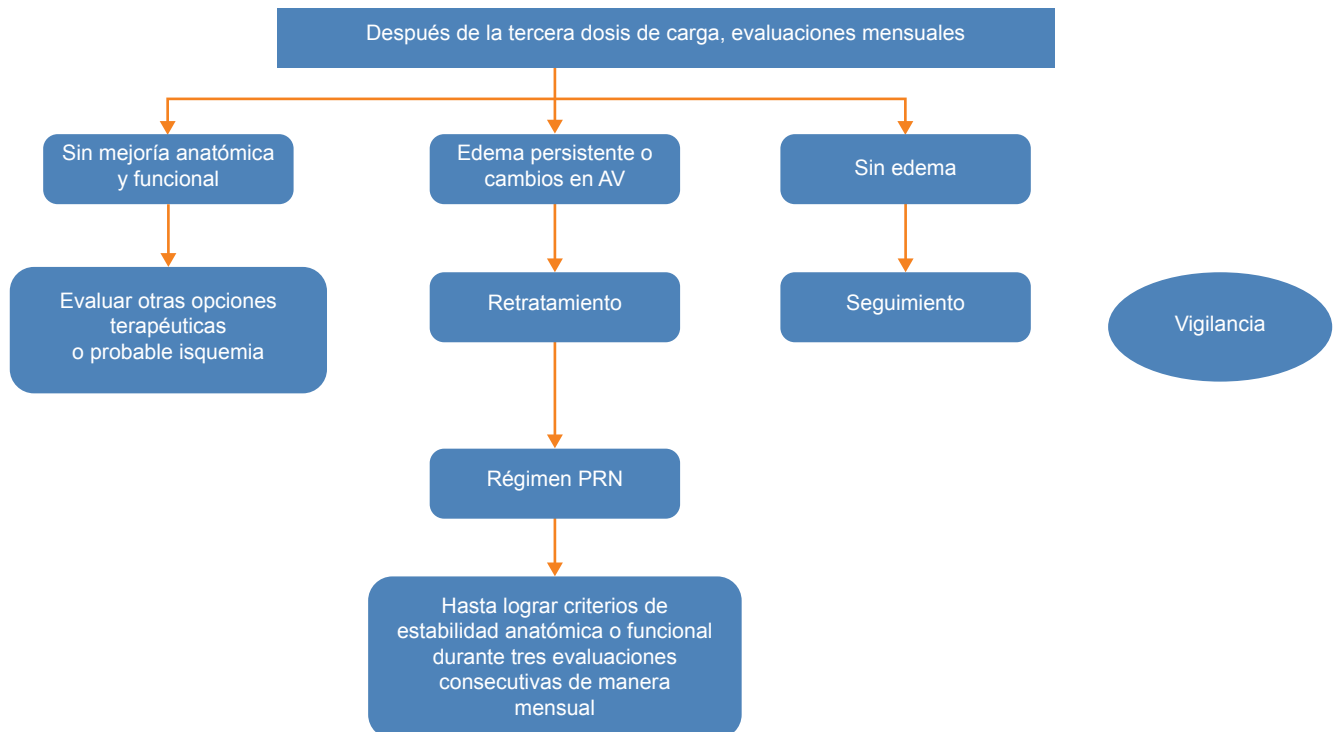 Después de la tercera dosis de carga, evaluaciones mensuales
Sin mejoría anatómica
y funcional
Edema persistente o
cambios en AV
Sin edema
Evaluar otras opciones
terapéuticas
o probable isquemia
Retratamiento
Seguimiento
Vigilancia
Régimen PRN
Hasta lograr criterios de
estabilidad anatómica o funcional
durante tres evaluaciones
consecutivas de manera
mensual